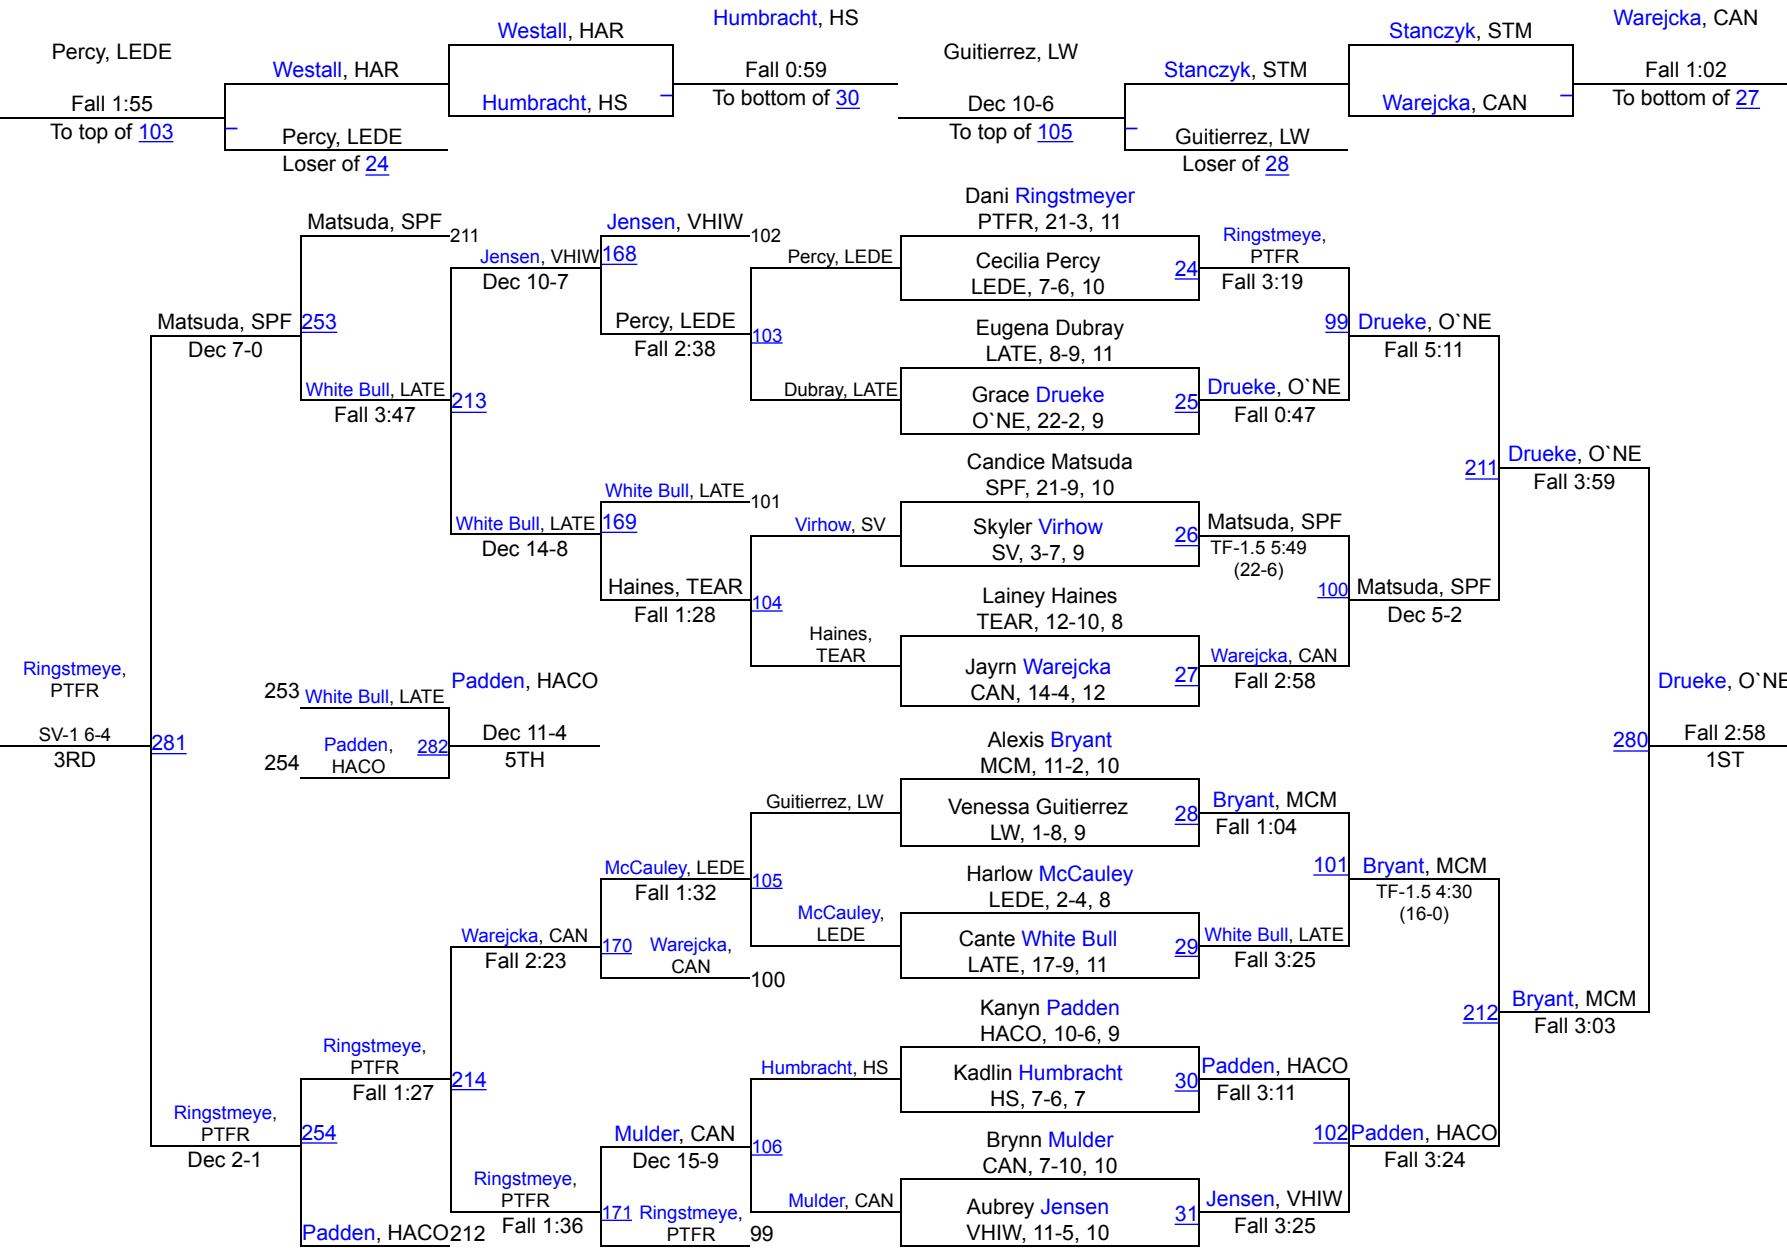 Percy, LEDE
Fall 1:55
To top of 103
Westall, HAR
Percy, LEDE
Loser of 24
Westall, HAR
Humbracht, HS
Humbracht, HS
Fall 0:59
To bottom of 30
Guitierrez, LW
Dec 10-6
To top of 105
Stanczyk, STM
Guitierrez, LW
Loser of 28
Stanczyk, STM
Warejcka, CAN
Warejcka, CAN
Fall 1:02
To bottom of 27
Ringstmeye,
PTFR
SV-1 6-4
3RD
281
Matsuda, SPF
Dec 7-0
Ringstmeye,
PTFR
Dec 2-1
Matsuda, SPF
211
253
White Bull, LATE
Fall 3:47
253
White Bull, LATE
254
Padden,
HACO
282
Padden, HACO
Dec 11-4
5TH
Ringstmeye,
PTFR
Fall 1:27
254
Padden, HACO
212
Jensen, VHIW
Dec 10-7
213
White Bull, LATE
Dec 14-8
Warejcka, CAN
Fall 2:23
214
Ringstmeye,
PTFR
Fall 1:36
Jensen, VHIW
102
168
Percy, LEDE
Fall 2:38
White Bull, LATE
101
169
Haines, TEAR
Fall 1:28
McCauley, LEDE
Fall 1:32
170
Warejcka,
CAN
100
Mulder, CAN
Dec 15-9
171
Ringstmeye,
PTFR
99
Percy, LEDE
103
Dubray, LATE
Virhow, SV
104
Haines,
TEAR
Guitierrez, LW
105
McCauley,
LEDE
Humbracht, HS
106
Mulder, CAN
Dani Ringstmeyer
PTFR, 21-3, 11
Cecilia Percy
LEDE, 7-6, 10
24
Eugena Dubray
LATE, 8-9, 11
Grace Drueke
O`NE, 22-2, 9
25
Candice Matsuda
SPF, 21-9, 10
Skyler Virhow
SV, 3-7, 9
26
Lainey Haines
TEAR, 12-10, 8
Jayrn Warejcka
CAN, 14-4, 12
27
Alexis Bryant
MCM, 11-2, 10
Venessa Guitierrez
LW, 1-8, 9
28
Harlow McCauley
LEDE, 2-4, 8
Cante White Bull
LATE, 17-9, 11
29
Kanyn Padden
HACO, 10-6, 9
Kadlin Humbracht
HS, 7-6, 7
30
Brynn Mulder
CAN, 7-10, 10
Aubrey Jensen
VHIW, 11-5, 10
31
Ringstmeye,
PTFR
Fall 3:19
99
Drueke, O`NE
Fall 0:47
Matsuda, SPF
TF-1.5 5:49
(22-6)
100
Warejcka, CAN
Fall 2:58
Bryant, MCM
Fall 1:04
101
White Bull, LATE
Fall 3:25
Padden, HACO
Fall 3:11
102
Jensen, VHIW
Fall 3:25
Drueke, O`NE
Fall 5:11
211
Matsuda, SPF
Dec 5-2
Bryant, MCM
TF-1.5 4:30
(16-0)
212
Padden, HACO
Fall 3:24
Drueke, O`NE
Fall 3:59
280
Bryant, MCM
Fall 3:03
Drueke, O`NE
Fall 2:58
1ST